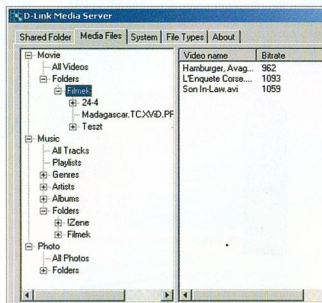 D-Link Media Server
Shared Folder Media Files System File Types About
Movie
All Videos
Folders
Filmek
24-4
Madagascar.TC.XViD.PF
Teszt
Music
All Tracks
Playlists
Genres
Artists
Albums
Folders
!Zene
Filmek
Photo
All Photos
Folders
Video name Bitrate
Hamburger, Avag... 962
L'Enquete Corse.... 1093
Son In-Law.avi 1059